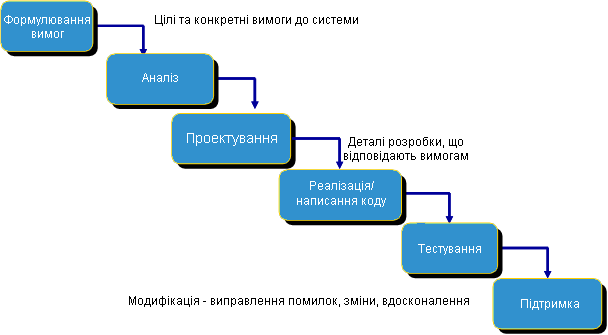 Формулювання
вимог
Цілі та конкретні вимоги до системи
Аналіз
Проектування
Деталі розробки, що
відповідають вимогам
Реалізація/
написання коду
Тестування
Модифікація - виправлення помилок, зміни, вдосконалення
Підтримка